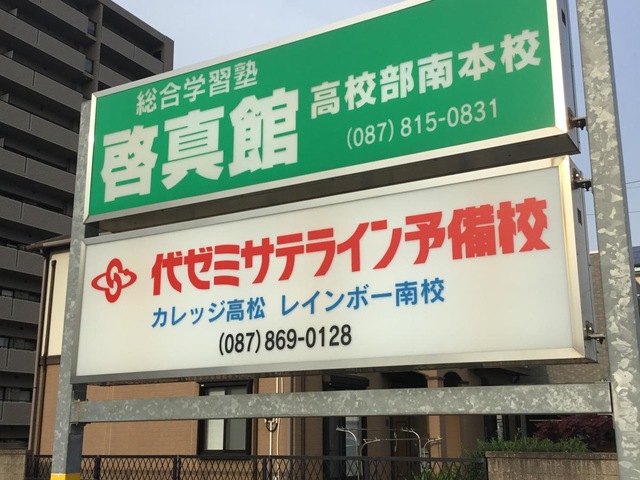 総合学習塾
啓真館 高校部南本校
(087) 815-0831
代ゼミサテライン予備校
カレッジ高松 レインボー南校
(087) 869-0128